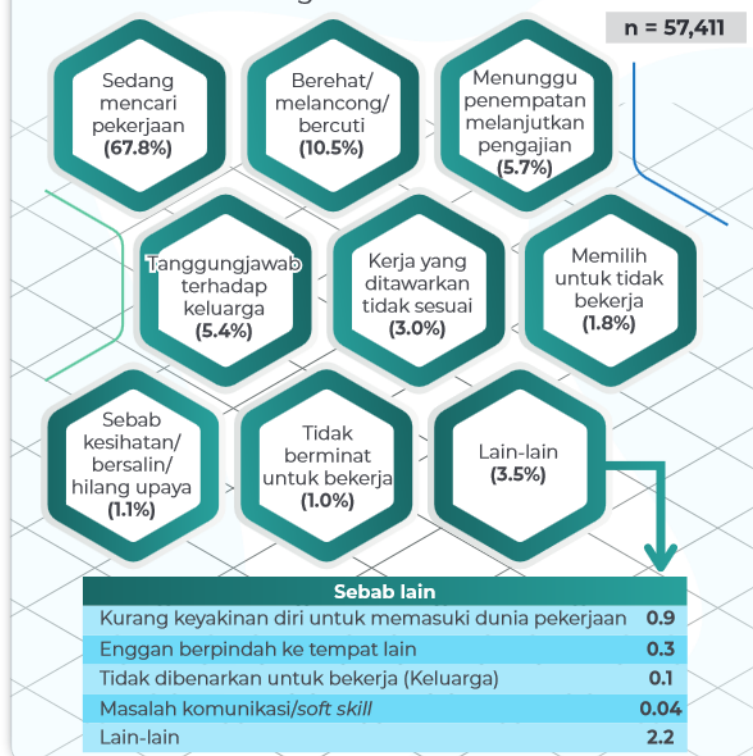 n = 57,411
Sedang
mencari
pekerjaan
(67.8%)
Berehat/
melancong/
bercuti
(10.5%)
Menunggu
penempatan
melanjutkan
pengajian
(5.7%)
Tanggungjawab
terhadap
keluarga
(5.4%)
Kerja yang
ditawarkan
tidak sesuai
(3.0%)
Memilih
untuk tidak
bekerja
(1.8%)
Sebab
kesihatan/
bersalin/
hilang upaya
(1.1%)
Tidak
berminat
untuk bekerja
(1.0%)
Lain-lain
(3.5%)
Sebab lain
Kurang keyakinan diri untuk memasuki dunia pekerjaan 0.9
Enggan berpindah ke tempat lain 0.3
Tidak dibenarkan untuk bekerja (Keluarga) 0.1
Masalah komunikasi/soft skill 0.04
Lain-lain 2.2